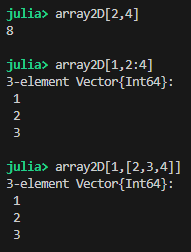 julia> array2D[2,4]
8
julia> array2D[1,2:4]
3-element Vector{Int64}:
1
2
3
julia> array2D[1,[2,3,4]]
3-element Vector{Int64}:
1
2
3